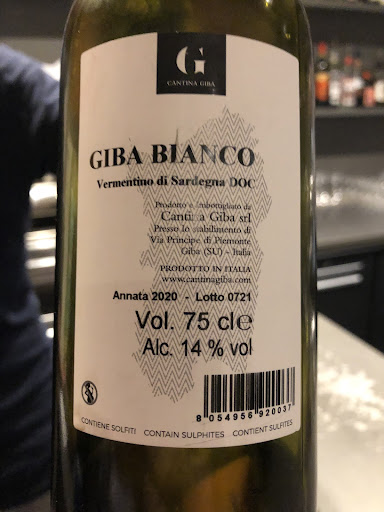 G
CANTINA GIBA
GIBA BIANCO
Vermentino di Sardegna DOC
Prodotto e imbottigliato da
Cantina Giba srl
Presso lo stabilimento di
Via Principe di Piemonte
Giba (SU) - Italia
PRODOTTO IN ITALIA
www.cantinagiba.com
Annata 2020 - Lotto 0721
Vol. 75 cl℮
Alc. 14 % vol
8 054956 920037
CONTIENE SOLFITI CONTAIN SULPHITES CONTIENT SULFITES